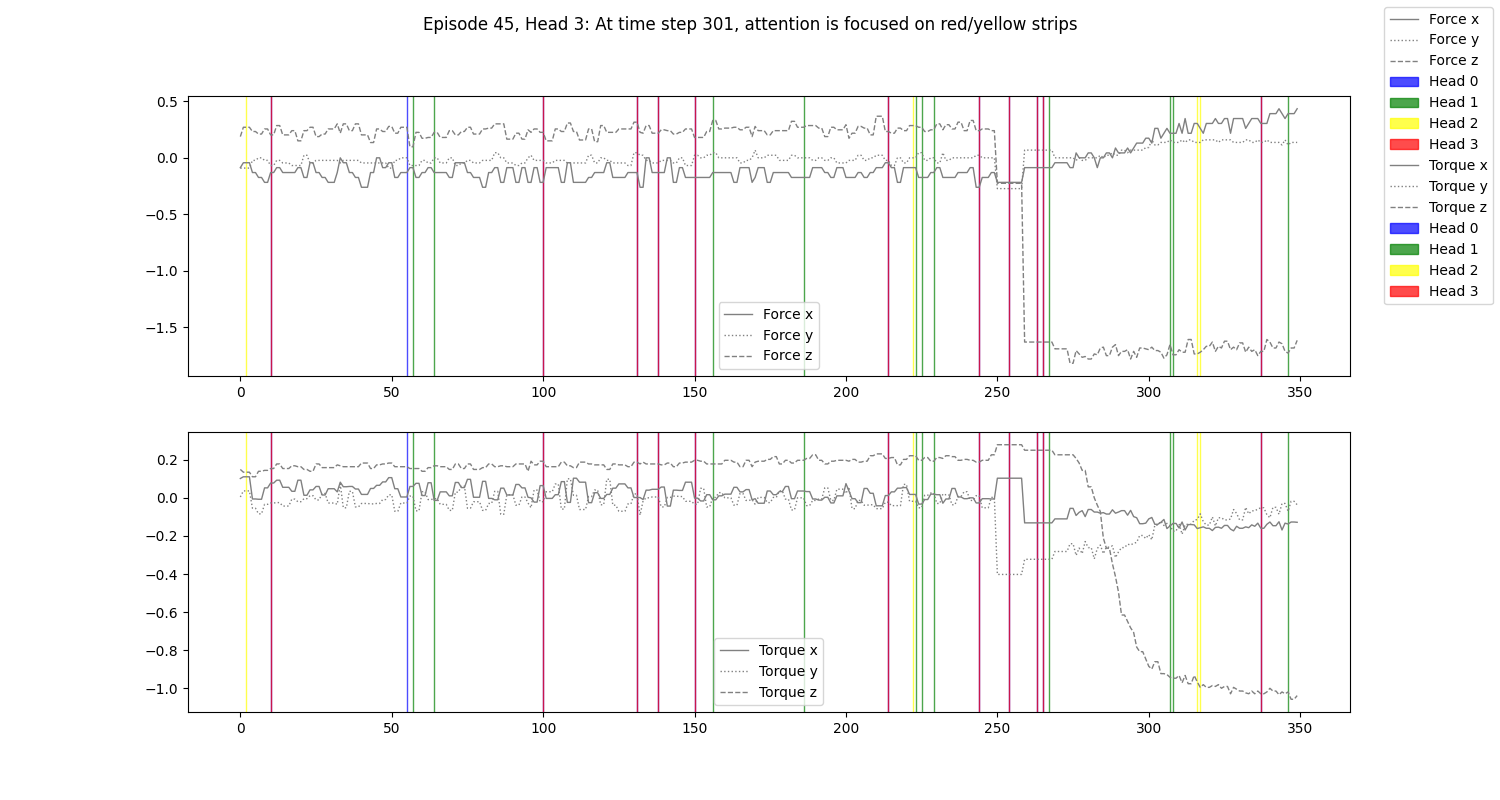 Episode 45, Head 3: At time step 301, attention is focused on red/yellow strips
Force x
Force y
Force z
Head 0
Head 1
Head 2
Head 3
Torque x
Torque y
Torque z
Head 0
Head 1
Head 2
Head 3
0.5
0.0
−0.5
−1.0
−1.5
Force x
Force y
Force z
0 50 100 150 200 250 300 350
0.2
0.0
−0.2
−0.4
−0.6
−0.8
−1.0
Torque x
Torque y
Torque z
0 50 100 150 200 250 300 350